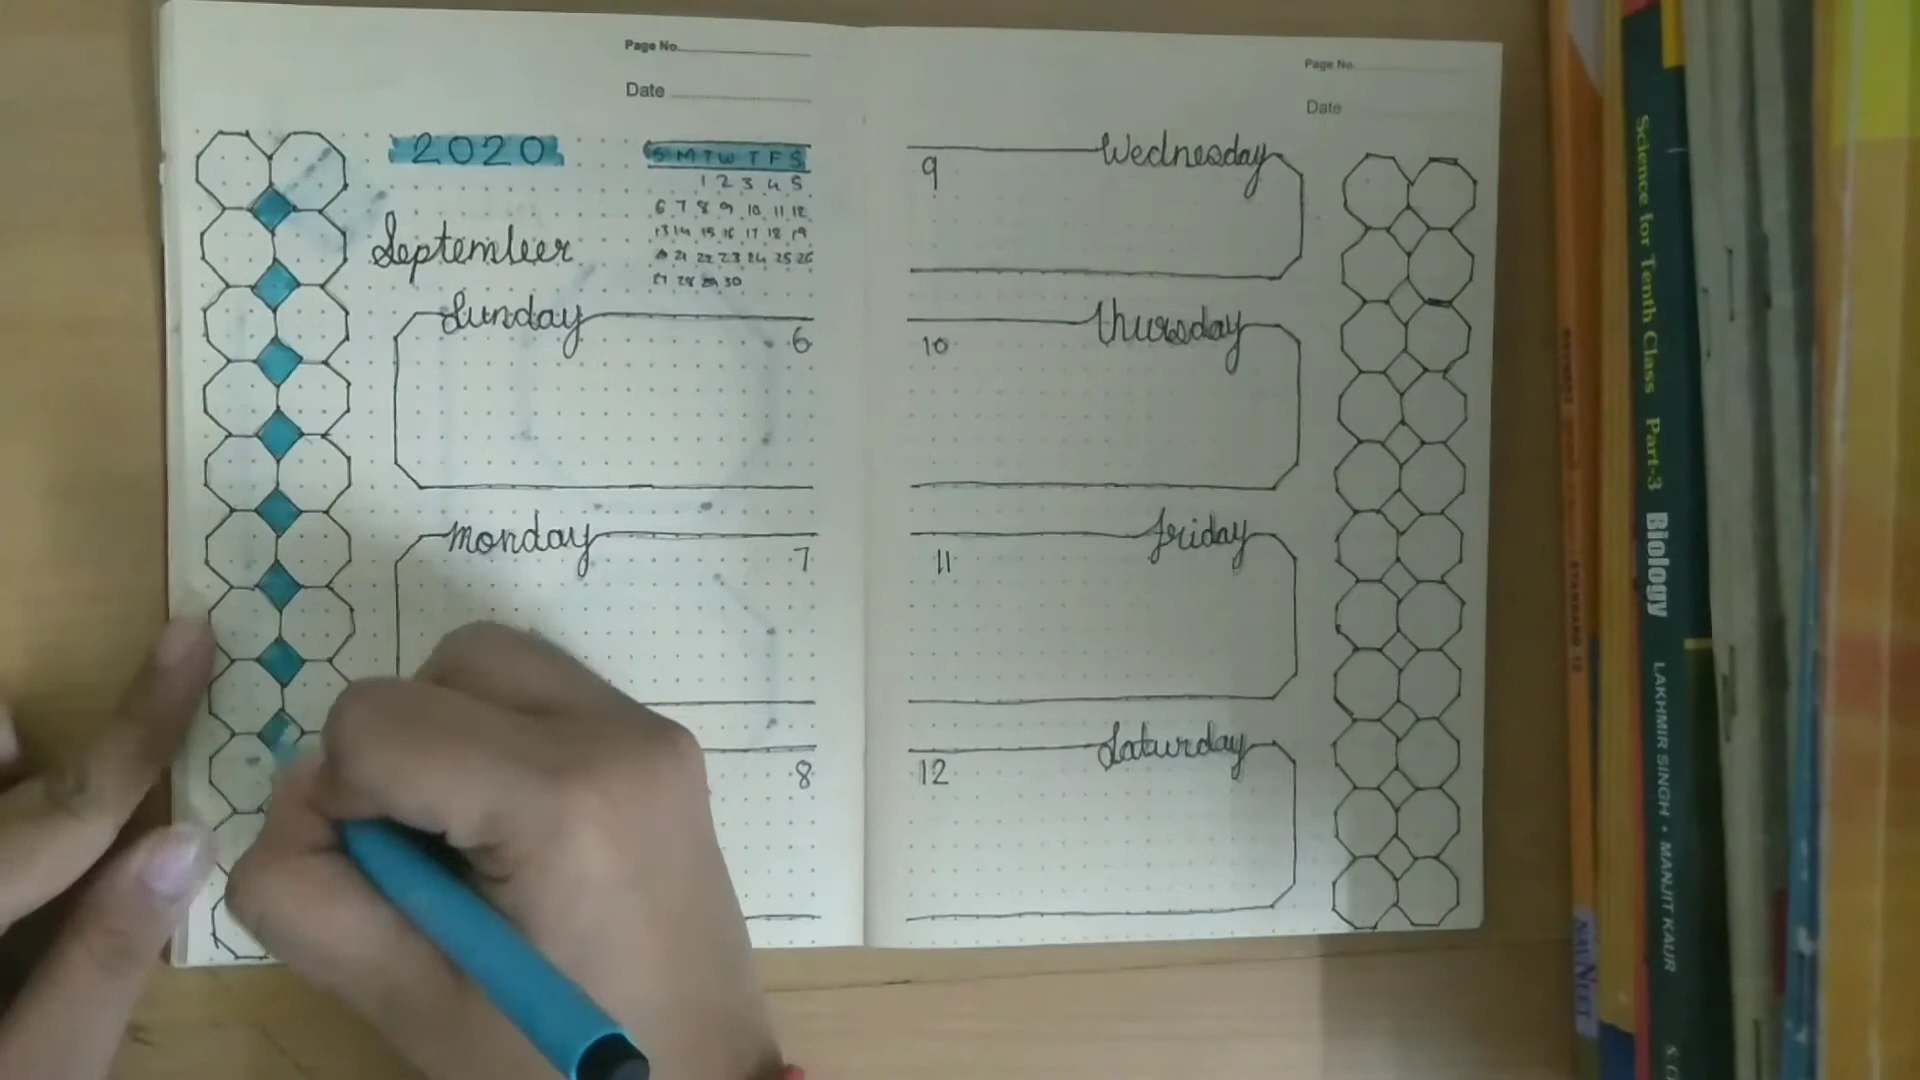 Page No.
Date
2020
S M T W T F S
1 2 3 4 5
6 7 8 9 10 11 12
13 14 15 16 17 18 19
21 22 23 24 25 26
27 28 29 30
September
Sunday
6
monday
7
8
Page No.
Date
Wednesday
9
thursday
10
friday
11
Saturday
12
Science for Tenth Class Part-3 Biology
LAKHMIR SINGH • MANJIT KAUR
NAVNEET